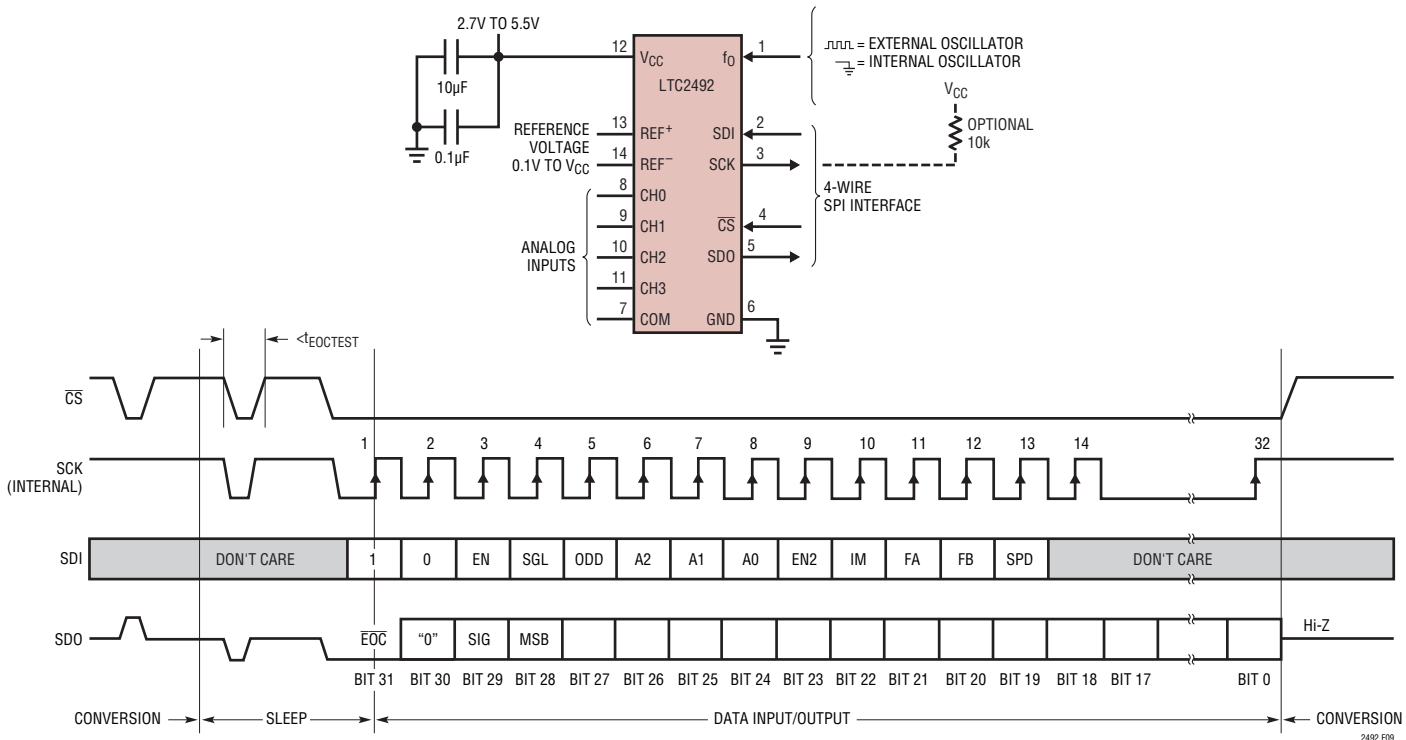 2.7V TO 5.5V
10µF
0.1µF
12
VCC
fO
1
LTC2492
= EXTERNAL OSCILLATOR
= INTERNAL OSCILLATOR
VCC
OPTIONAL
10k
REFERENCE
VOLTAGE
0.1V TO VCC
13
REF+
SDI
2
14
REF–
SCK
3
4-WIRE
SPI INTERFACE
ANALOG
INPUTS
8
CH0
9
CH1
CS
4
10
CH2
SDO
5
11
CH3
7
COM
GND
6
<tEOCTEST
CS
1 2 3 4 5 6 7 8 9 10 11 12 13 14 32
SCK
(INTERNAL)
SDI DON'T CARE 1 0 EN SGL ODD A2 A1 A0 EN2 IM FA FB SPD DON'T CARE
SDO EOC "0" SIG MSB Hi-Z
BIT 31 BIT 30 BIT 29 BIT 28 BIT 27 BIT 26 BIT 25 BIT 24 BIT 23 BIT 22 BIT 21 BIT 20 BIT 19 BIT 18 BIT 17 BIT 0
CONVERSION SLEEP DATA INPUT/OUTPUT CONVERSION
2492 F09